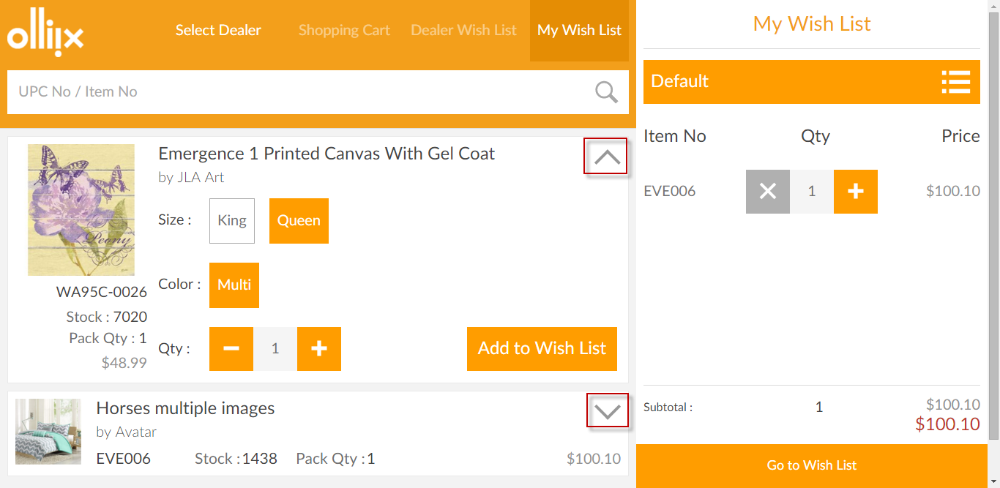 olliix
Select Dealer
Shopping Cart
Dealer Wish List
My Wish List
UPC No / Item No
Emergence 1 Printed Canvas With Gel Coat
by JLA Art
Size :
King
Queen
Peony
Color :
Multi
WA95C-0026
Stock : 7020
Pack Qty : 1
$48.99
Qty :
1
Add to Wish List
Horses multiple images
by Avatar
EVE006
Stock : 1438
Pack Qty : 1
$100.10
My Wish List
Default
Item No
Qty
Price
EVE006
1
$100.10
Subtotal :
1
$100.10
$100.10
Go to Wish List